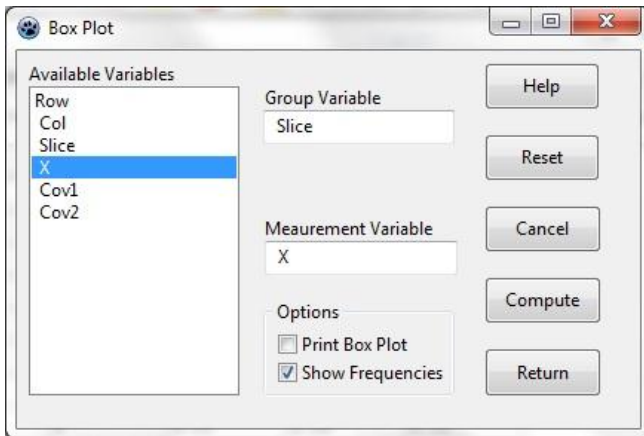 Box Plot
Available Variables
Row
Col
Slice
X
Cov1
Cov2
Group Variable
Slice
Meaurement Variable
X
Options
Print Box Plot
Show Frequencies
Help
Reset
Cancel
Compute
Return